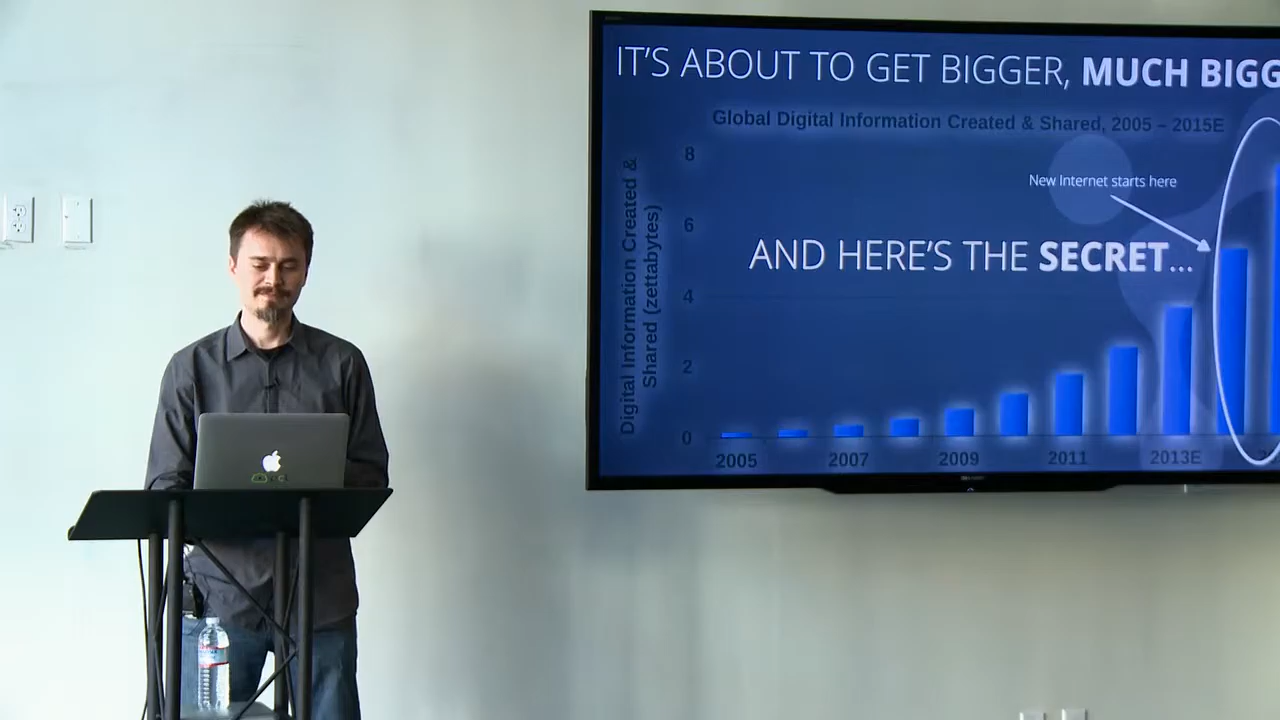 IT'S ABOUT TO GET BIGGER, MUCH BIGG
Global Digital Information Created & Shared, 2005 – 2015E
Digital Information Created &
Shared (zettabytes)
8
6
4
2
0
New Internet starts here
AND HERE'S THE SECRET...
2005
2007
2009
2011
2013E